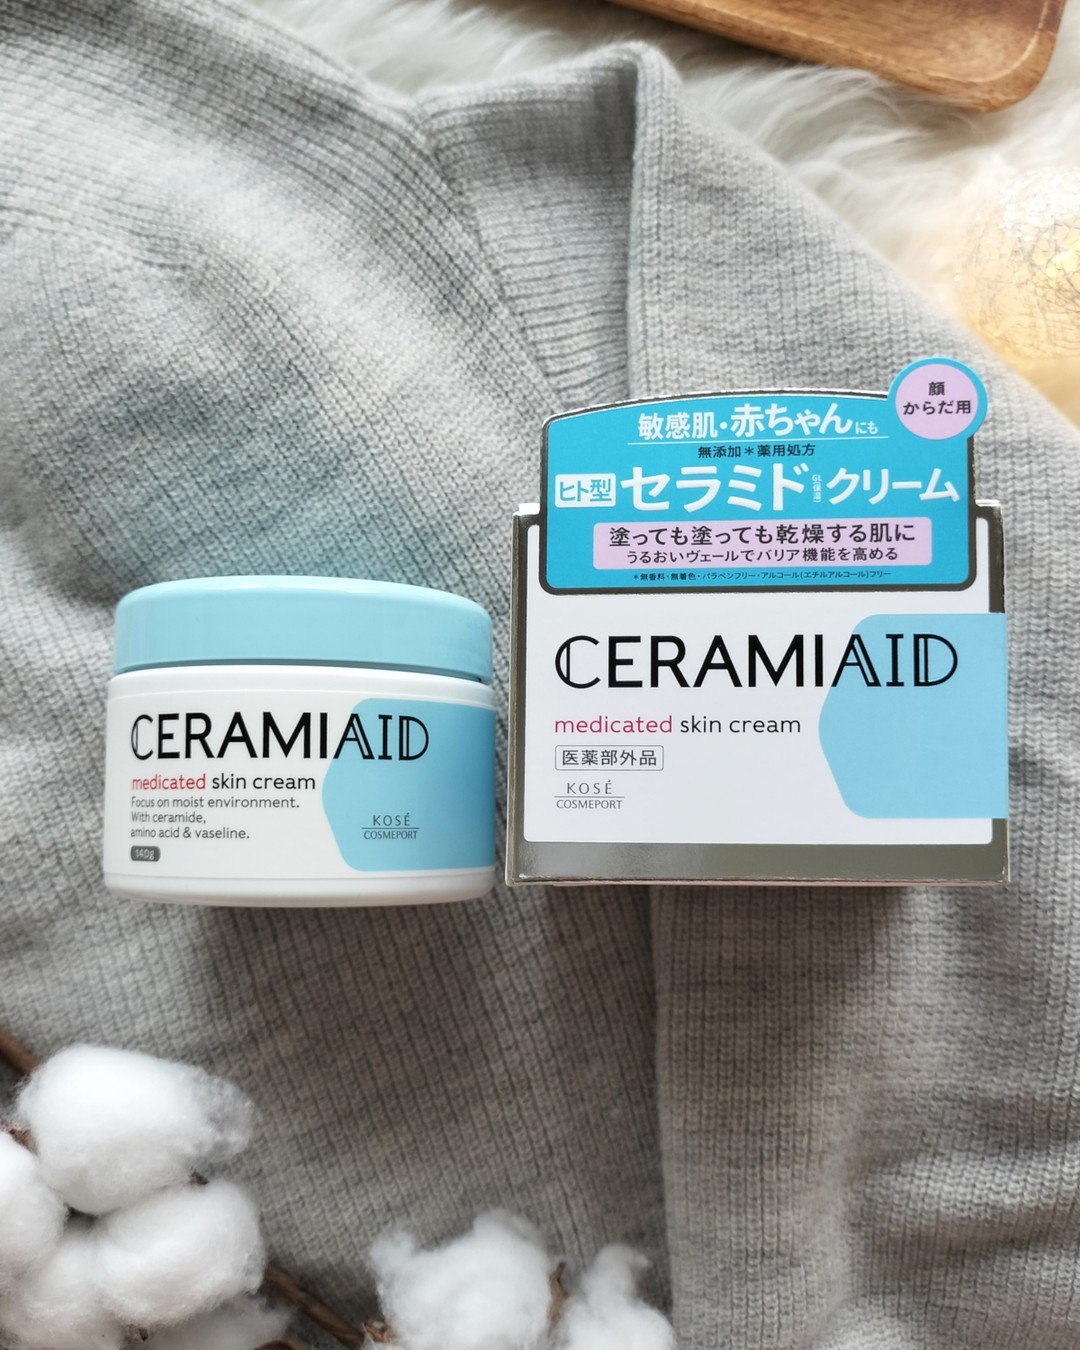 CERAMIAID
medicated skin cream
Focus on moist environment.
With ceramide,
amino acid & vaseline.
140g
KOSÉ
COSMEPORT
顔
からだ用
敏感肌・赤ちゃんにも
無添加＊薬用処方
ヒト型セラミドGL(保湿)クリーム
塗っても塗っても乾燥する肌に
うるおいヴェールでバリア機能を高める
＊無香料・無着色・パラベンフリー・アルコール(エチルアルコール)フリー
CERAMIAID
medicated skin cream
医薬部外品
KOSÉ
COSMEPORT